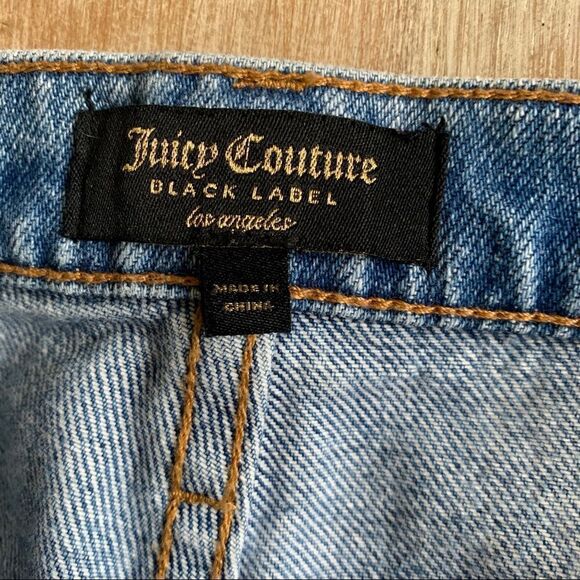 Juicy Couture
BLACK LABEL
los angeles
MADE IN
CHINA